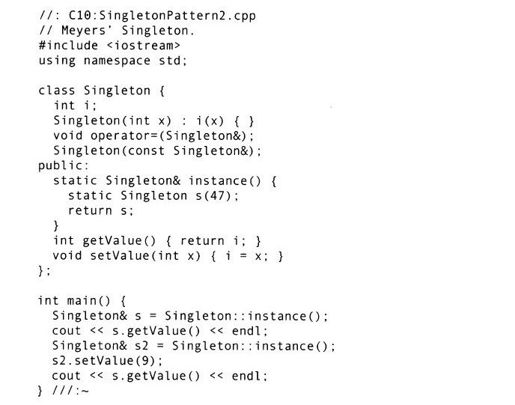 //: C10:SingletonPattern2.cpp
// Meyers' Singleton.
#include <iostream>
using namespace std;
class Singleton {
int i;
Singleton(int x) : i(x) { }
void operator=(Singleton&);
Singleton(const Singleton&);
public:
static Singleton& instance() {
static Singleton s(47);
return s;
}
int getValue() { return i; }
void setValue(int x) { i = x; }
};
int main() {
Singleton& s = Singleton::instance();
cout << s.getValue() << endl;
Singleton& s2 = Singleton::instance();
s2.setValue(9);
cout << s.getValue() << endl;
} ///:~